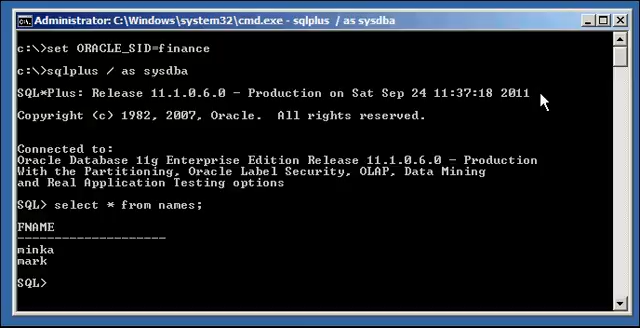 Administrator: C:\Windows\system32\cmd.exe - sqlplus / as sysdba
c:\>set ORACLE_SID=finance
c:\>sqlplus / as sysdba
SQL*Plus: Release 11.1.0.6.0 - Production on Sat Sep 24 11:37:18 2011
Copyright (c) 1982, 2007, Oracle.  All rights reserved.
Connected to:
Oracle Database 11g Enterprise Edition Release 11.1.0.6.0 - Production
With the Partitioning, Oracle Label Security, OLAP, Data Mining
and Real Application Testing options
SQL> select * from names;
FNAME
--------------------
minka
mark
SQL>